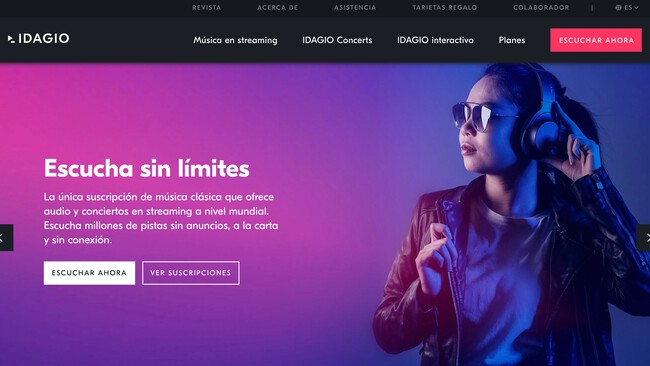 REVISTA ACERCA DE ASISTENCIA TARJETAS REGALO COLABORADOR | ES
IDAGIO Música en streaming IDAGIO Concerts IDAGIO interactivo Planes ESCUCHAR AHORA
Escucha sin límites
La única suscripción de música clásica que ofrece
audio y conciertos en streaming a nivel mundial.
Escucha millones de pistas sin anuncios, a la carta
y sin conexión.
ESCUCHAR AHORA VER SUSCRIPCIONES